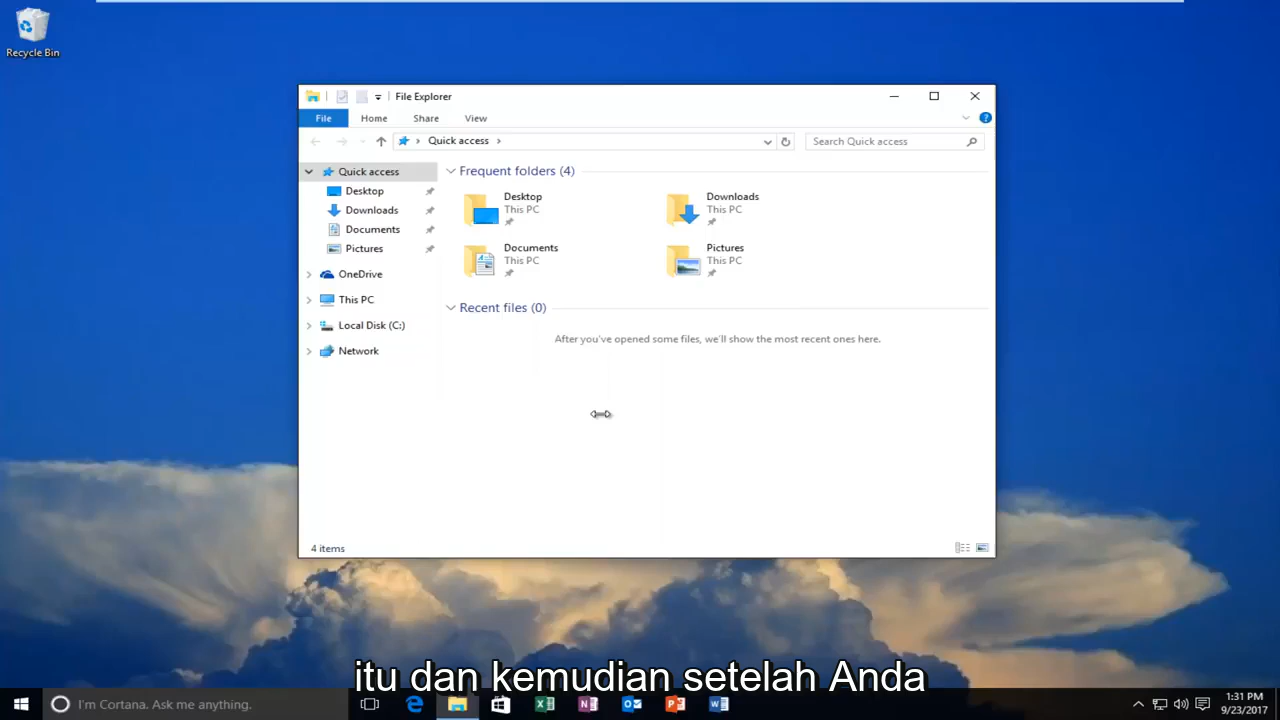 Recycle Bin
File Explorer
File Home Share View
Quick access
Search Quick access
Quick access
Desktop
Downloads
Documents
Pictures
OneDrive
This PC
Local Disk (C:)
Network
Frequent folders (4)
Desktop
This PC
Downloads
This PC
Documents
This PC
Pictures
This PC
Recent files (0)
After you've opened some files, we'll show the most recent ones here.
4 items
itu dan kemudian setelah Anda
I'm Cortana. Ask me anything.
1:31 PM
9/23/2017